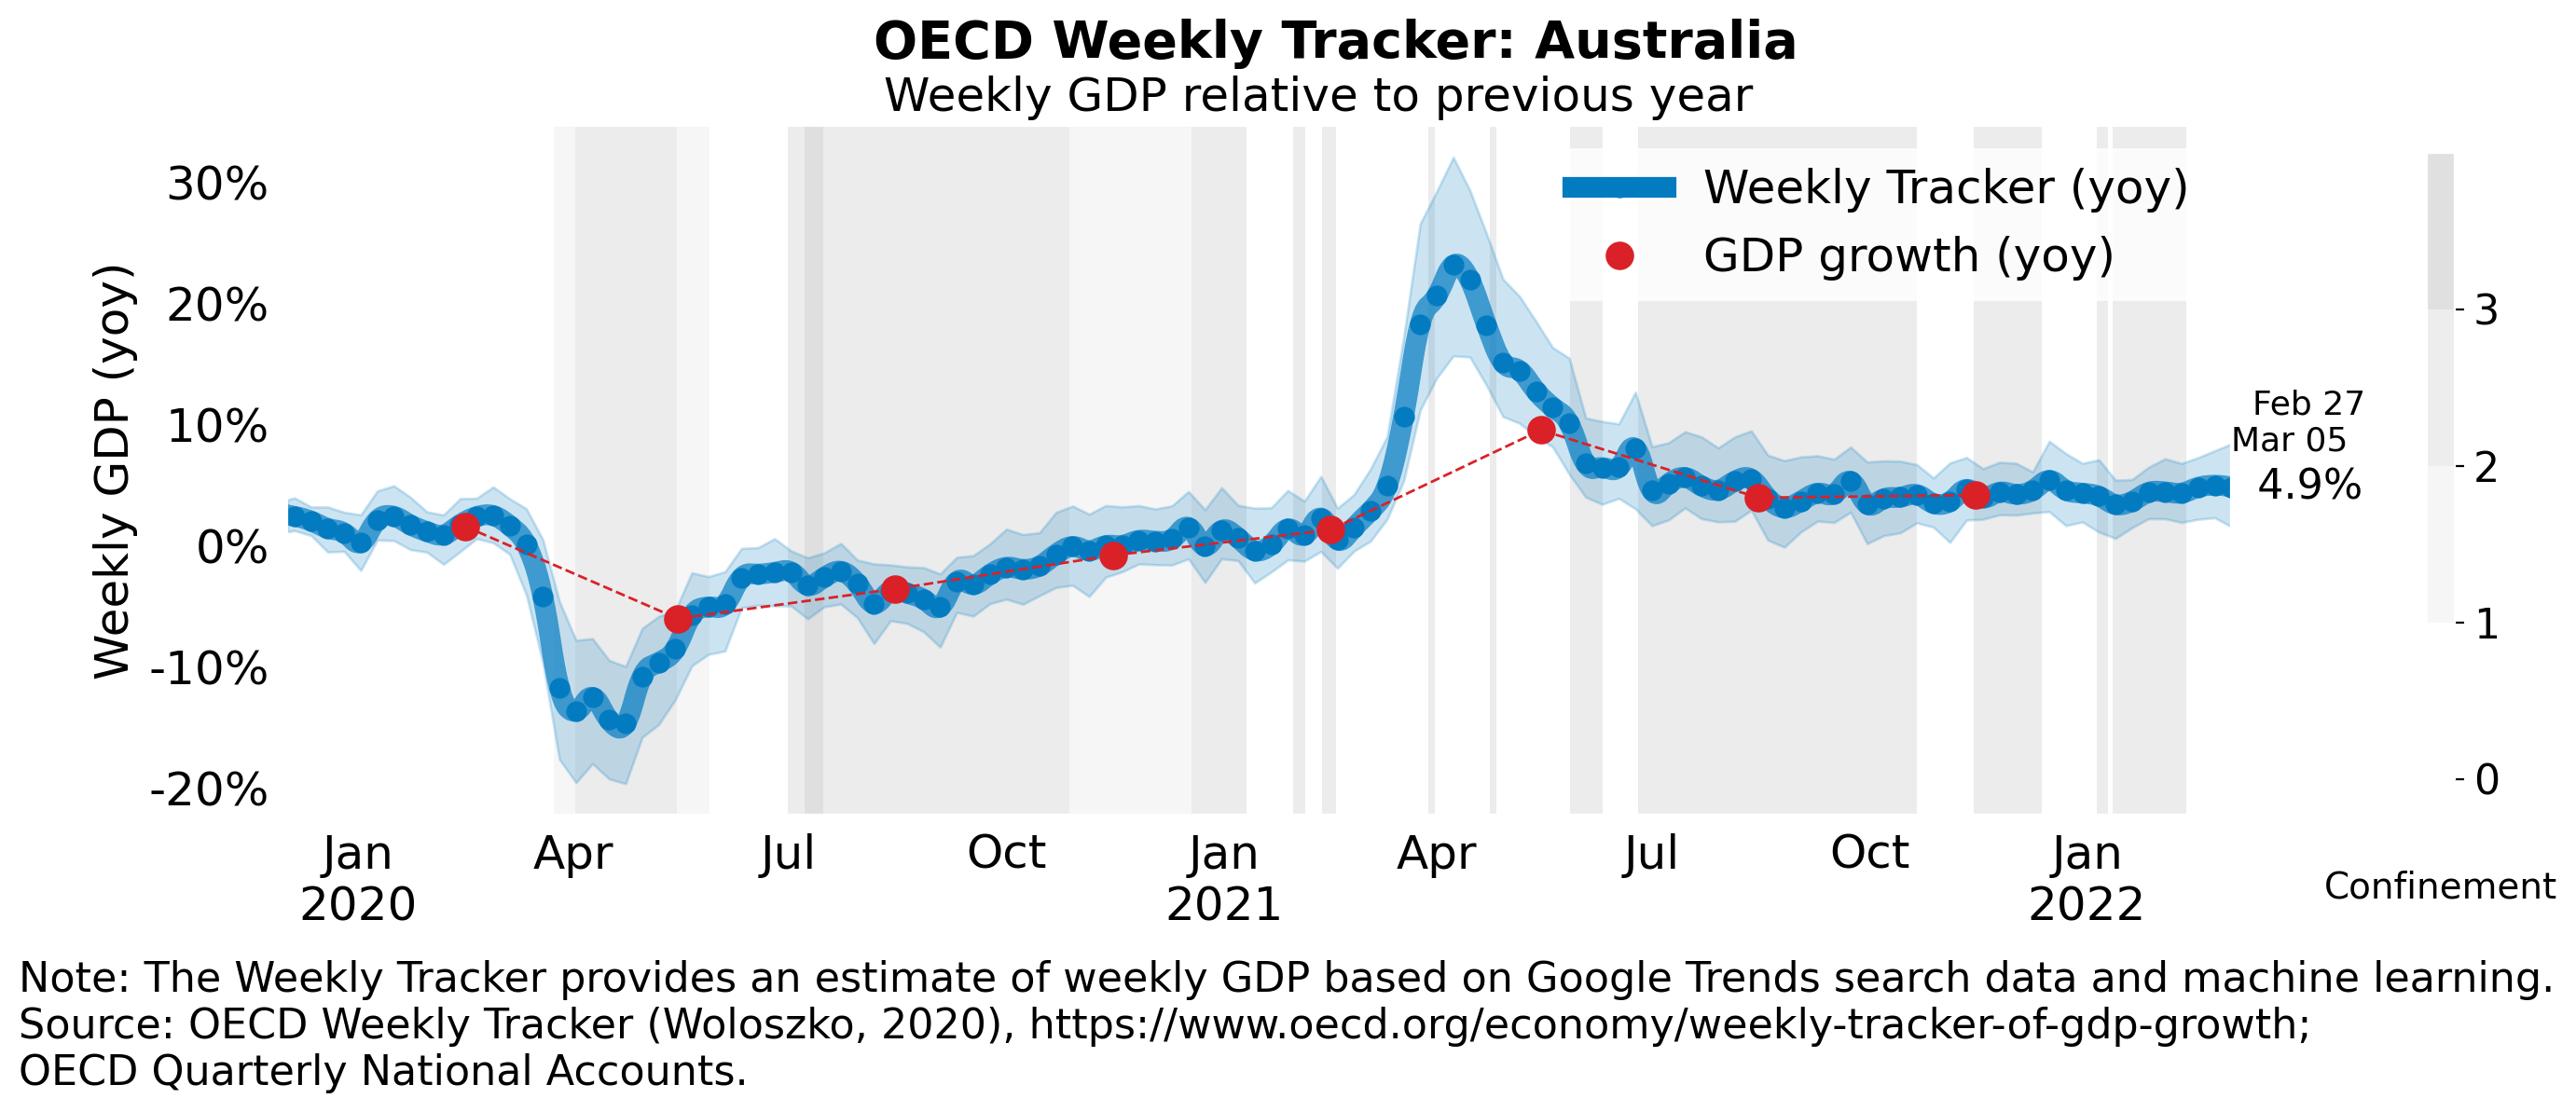 OECD Weekly Tracker: Australia
Weekly GDP relative to previous year
Weekly GDP (yoy)
30%
20%
10%
0%
-10%
-20%
Weekly Tracker (yoy)
GDP growth (yoy)
Feb 27
Mar 05
4.9%
3
2
1
0
Jan Apr Jul Oct Jan Apr Jul Oct Jan
2020 2021 2022
Confinement
Note: The Weekly Tracker provides an estimate of weekly GDP based on Google Trends search data and machine learning.
Source: OECD Weekly Tracker (Woloszko, 2020), https://www.oecd.org/economy/weekly-tracker-of-gdp-growth;
OECD Quarterly National Accounts.